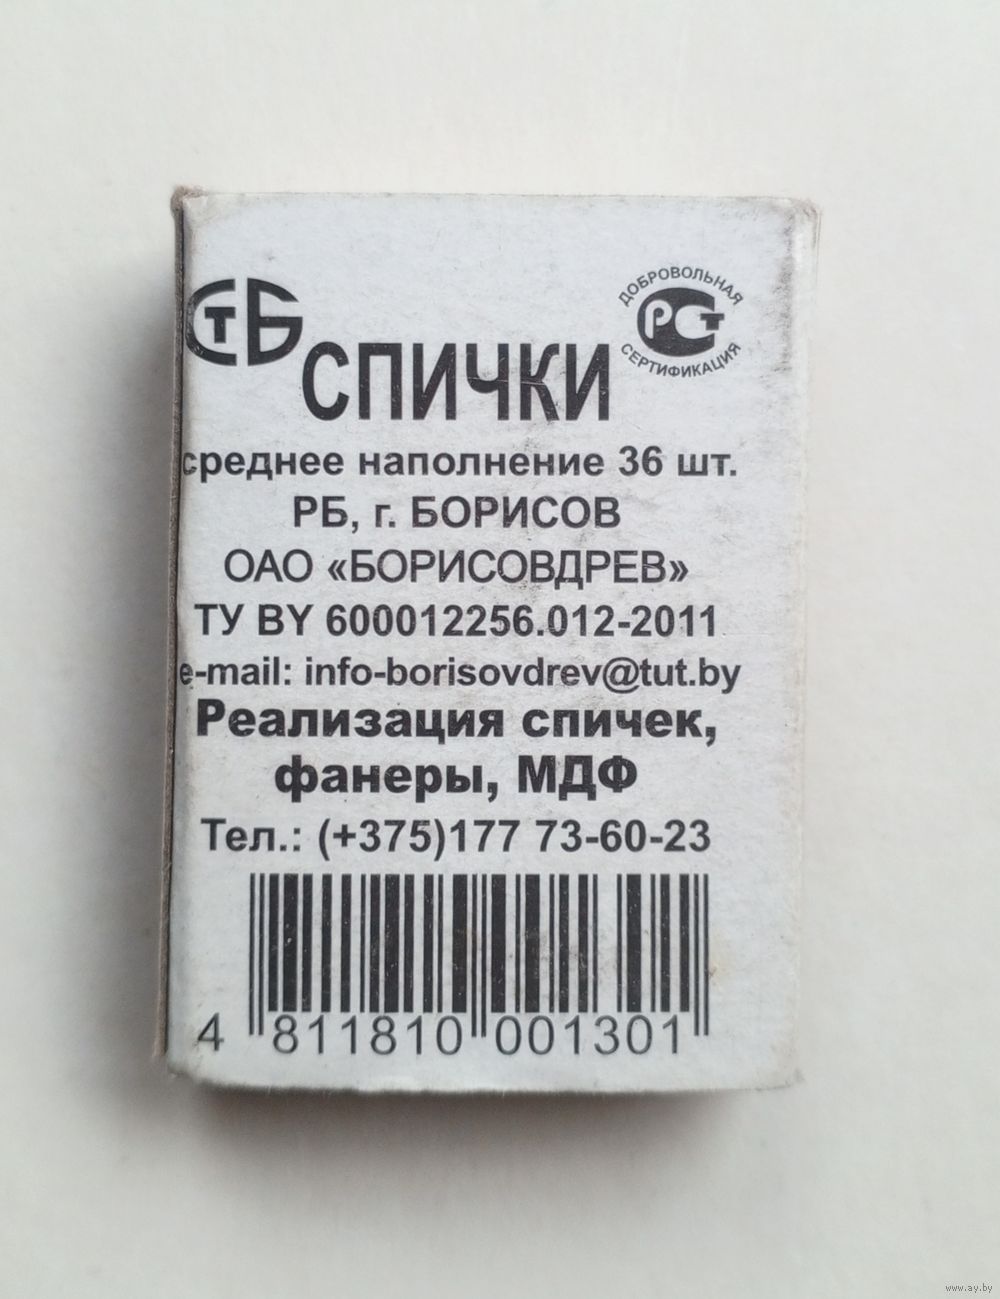 СТБ
ДОБРОВОЛЬНАЯ
РСТ
СЕРТИФИКАЦИЯ
СПИЧКИ
среднее наполнение 36 шт.
РБ, г. БОРИСОВ
ОАО «БОРИСОВДРЕВ»
ТУ BY 600012256.012-2011
e-mail: info-borisovdrev@tut.by
Реализация спичек,
фанеры, МДФ
Тел.: (+375)177 73-60-23
4 811810 001301
www.ay.by